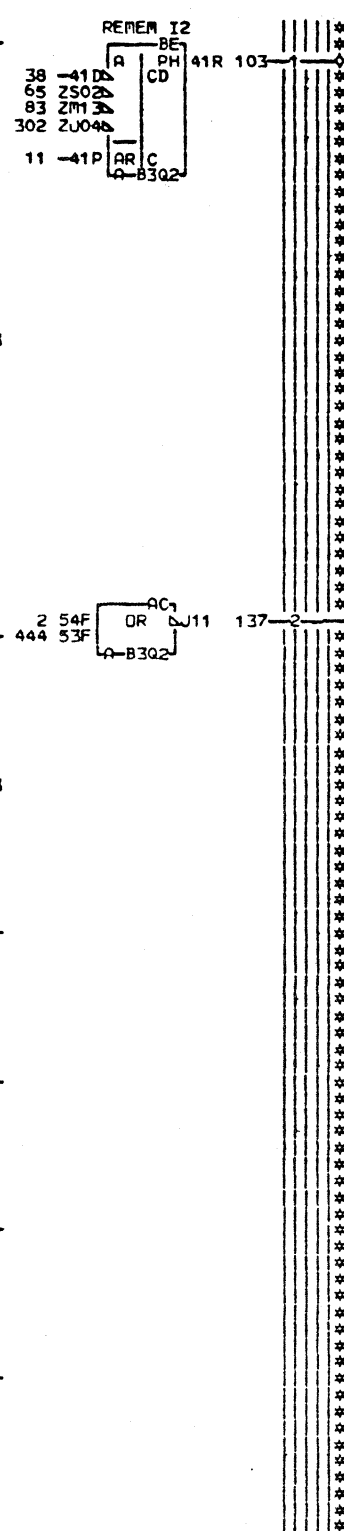 REMEM I2
BE
A PH 41R 103 1
38 -41D CD
65 ZS02
83 ZM13
302 ZU04
11 -41P AR C
A B3Q2
AC
2 54F OR J11 137 2
444 53F
A B3Q2